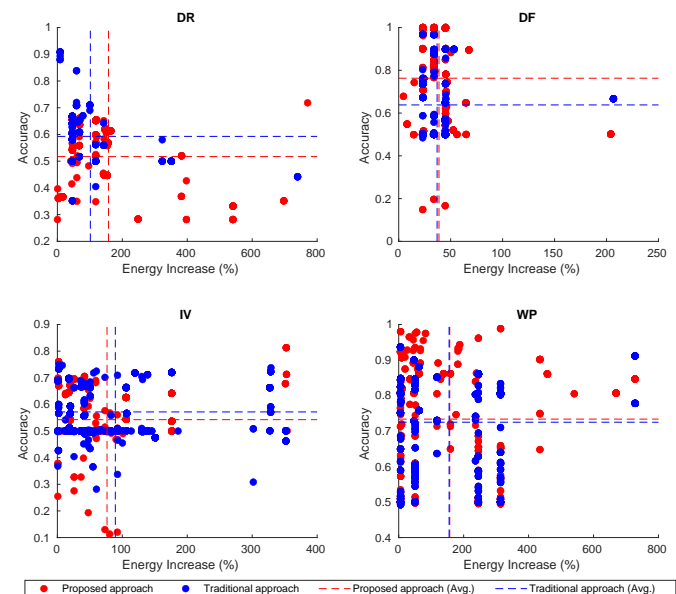 DR
1
0.9
0.8
0.7
0.6
0.5
0.4
0.3
0.2
Accuracy
0 200 400 600 800
Energy Increase (%)
DF
1
0.8
0.6
0.4
0.2
0
Accuracy
0 50 100 150 200 250
Energy Increase (%)
IV
0.9
0.8
0.7
0.6
0.5
0.4
0.3
0.2
0.1
Accuracy
0 100 200 300 400
Energy Increase (%)
WP
1
0.9
0.8
0.7
0.6
0.5
0.4
Accuracy
0 200 400 600 800
Energy Increase (%)
Proposed approach Traditional approach Proposed approach (Avg.) Traditional approach (Avg.)